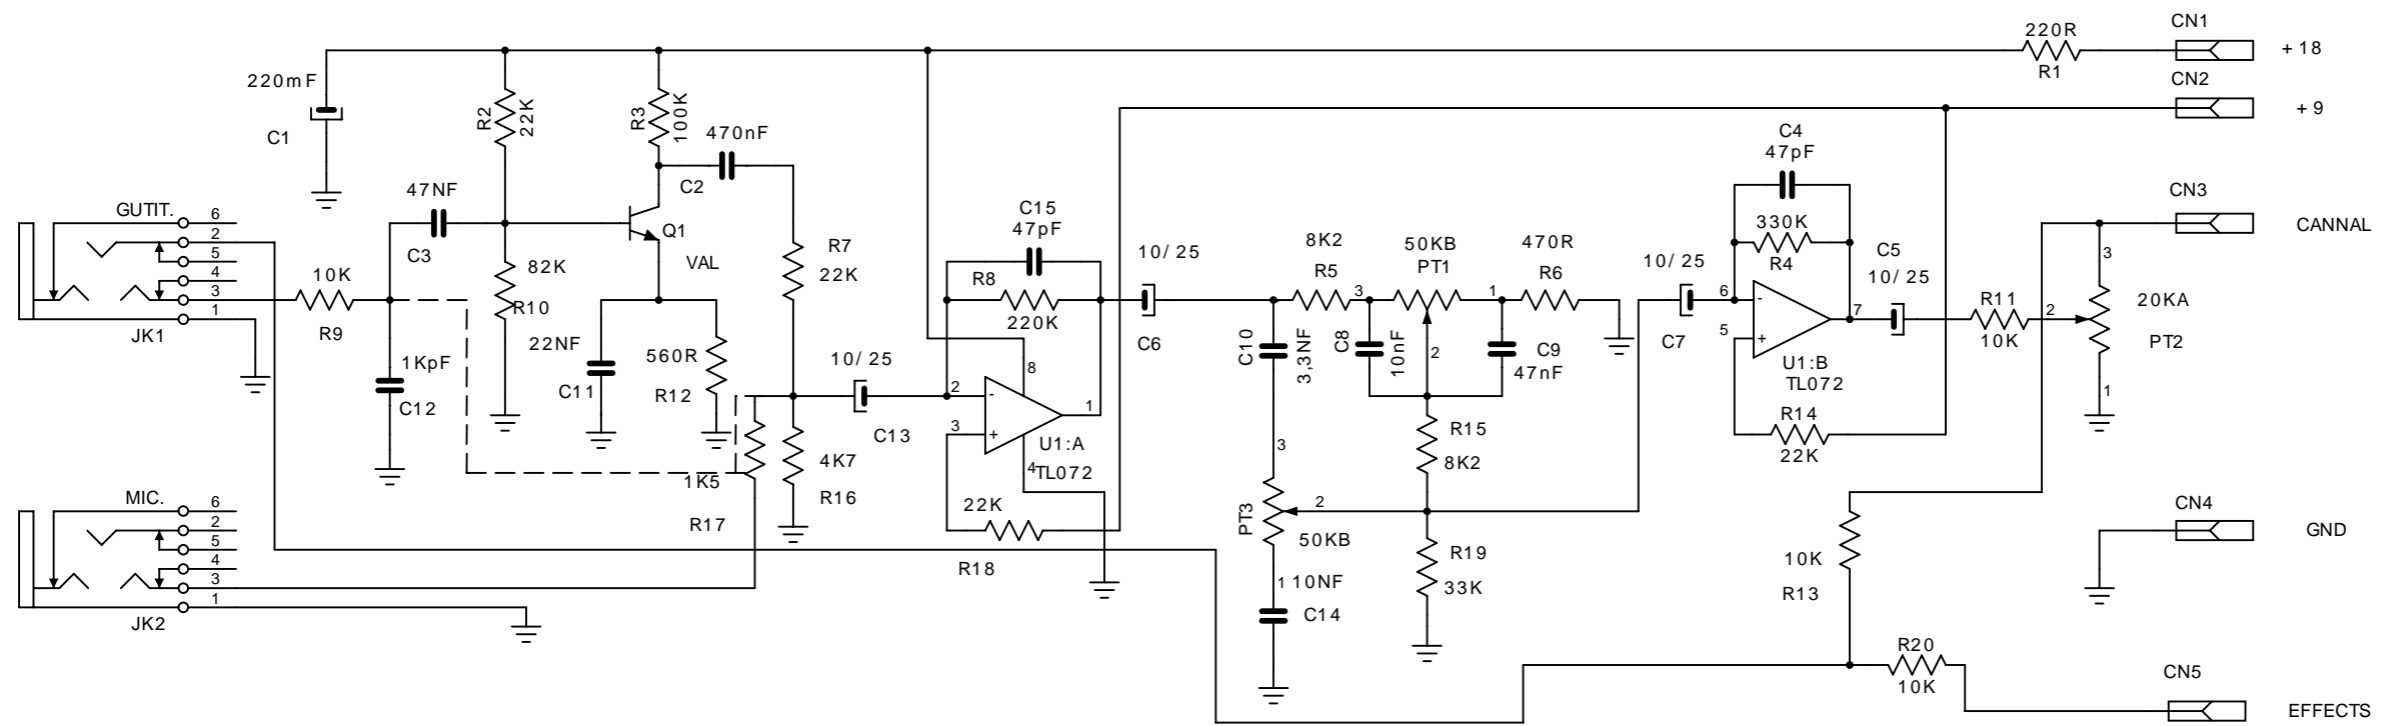 CN1
220R
+18
R1
CN2
+9
220mF
C1
R2
22K
R3
100K
470nF
C2
C4
47pF
CN3
CANNAL
GUTIT.
6
2
5
4
3
1
JK1
47NF
C3
10K
R9
82K
R10
Q1
VAL
R7
22K
C15
47pF
R8
220K
10/25
C6
8K2
R5
3
50KB
PT1
2
1
470R
R6
10/25
C7
330K
R4
6
5
7
-
+
U1:B
TL072
C5
10/25
R11
10K
2
3
20KA
PT2
1
1KpF
C12
22NF
C11
560R
R12
10/25
C13
2
3
-
+
8
4
1
U1:A
TL072
C10
3,3NF
C8
10nF
C9
47nF
R14
22K
1K5
R17
4K7
R16
22K
R18
3
PT3
2
50KB
1
10NF
C14
R15
8K2
R19
33K
MIC.
6
2
5
4
3
1
JK2
10K
R13
CN4
GND
R20
10K
CN5
EFFECTS